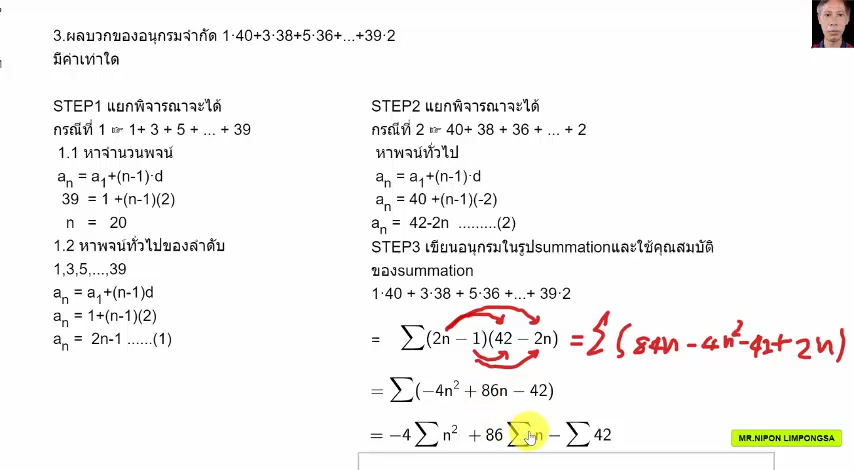 3.ผลบวกของอนุกรมจำกัด 1·40+3·38+5·36+...+39·2
มีค่าเท่าใด
STEP1 แยกพิจารณาจะได้
กรณีที่ 1 ☞ 1+ 3 + 5 + ... + 39
1.1 หาจำนวนพจน์
aₙ = a₁+(n-1)·d
39 = 1 +(n-1)(2)
n = 20
1.2 หาพจน์ทั่วไปของลำดับ
1,3,5,...,39
aₙ = a₁+(n-1)d
aₙ = 1+(n-1)(2)
aₙ = 2n-1 ......(1)
STEP2 แยกพิจารณาจะได้
กรณีที่ 2 ☞ 40+ 38 + 36 + ... + 2
หาพจน์ทั่วไป
aₙ = a₁+(n-1)·d
aₙ = 40 +(n-1)(-2)
aₙ = 42-2n .........(2)
STEP3 เขียนอนุกรมในรูปsummationและใช้คุณสมบัติ
ของsummation
1·40 + 3·38 + 5·36 +...+ 39·2
= ∑(2n − 1)(42 − 2n) = ∑(84n − 4n² − 42 + 2n)
= ∑(−4n² + 86n − 42)
= −4∑n² + 86∑n − ∑42
MR.NIPON LIMPONGSA